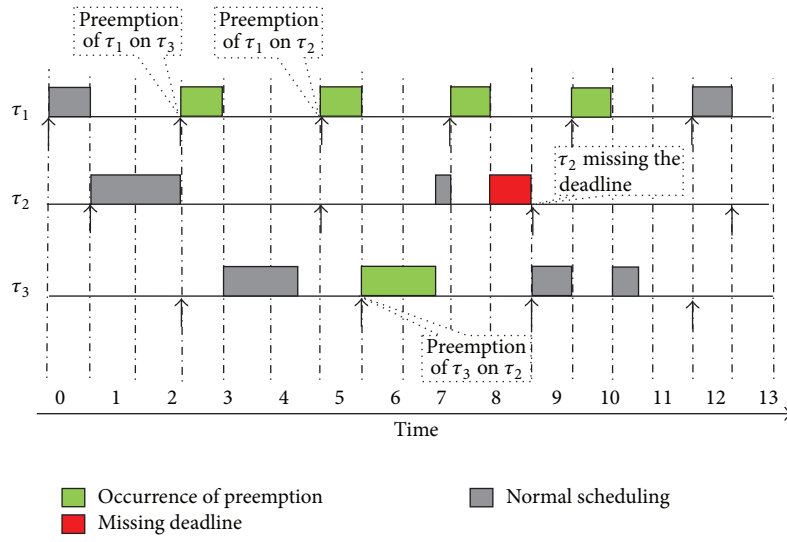 Preemption
of τ1 on τ3
Preemption
of τ1 on τ2
τ1
τ2 missing the
deadline
τ2
τ3
Preemption
of τ3 on τ2
0 1 2 3 4 5 6 7 8 9 10 11 12 13
Time
Occurrence of preemption
Normal scheduling
Missing deadline